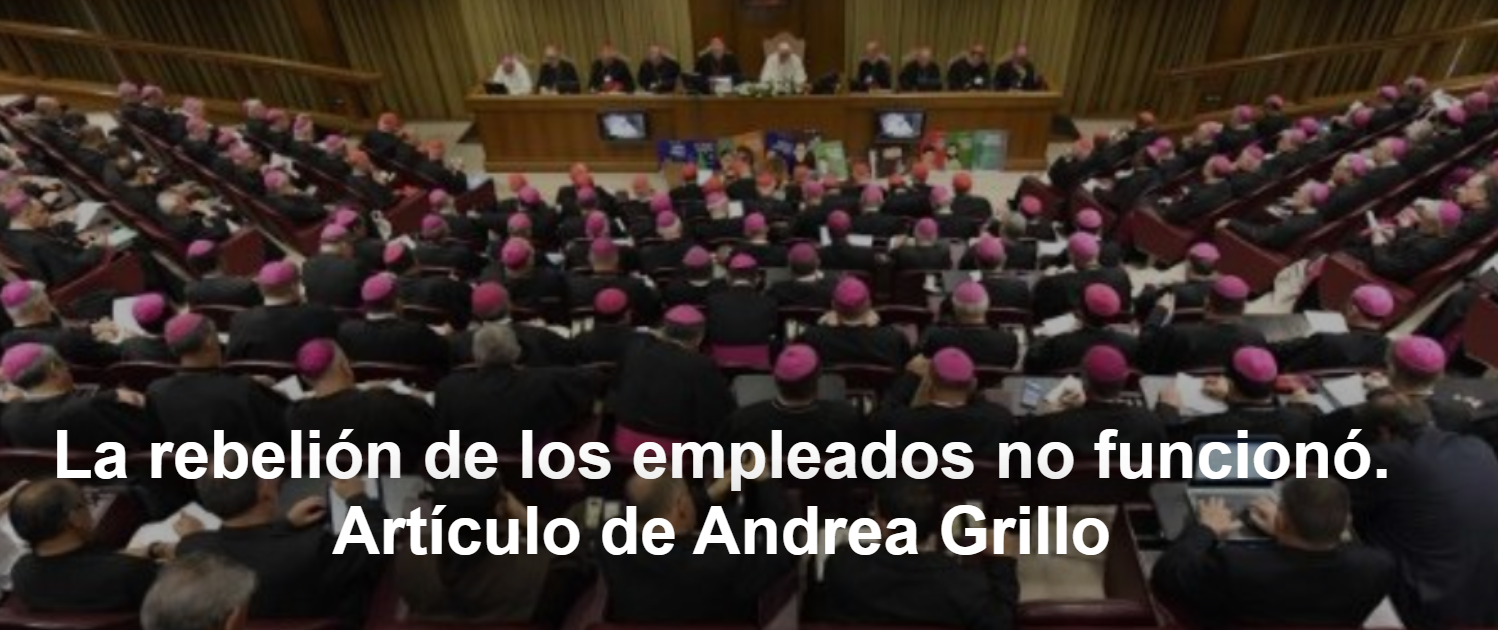 La rebelión de los empleados no funcionó.
Artículo de Andrea Grillo